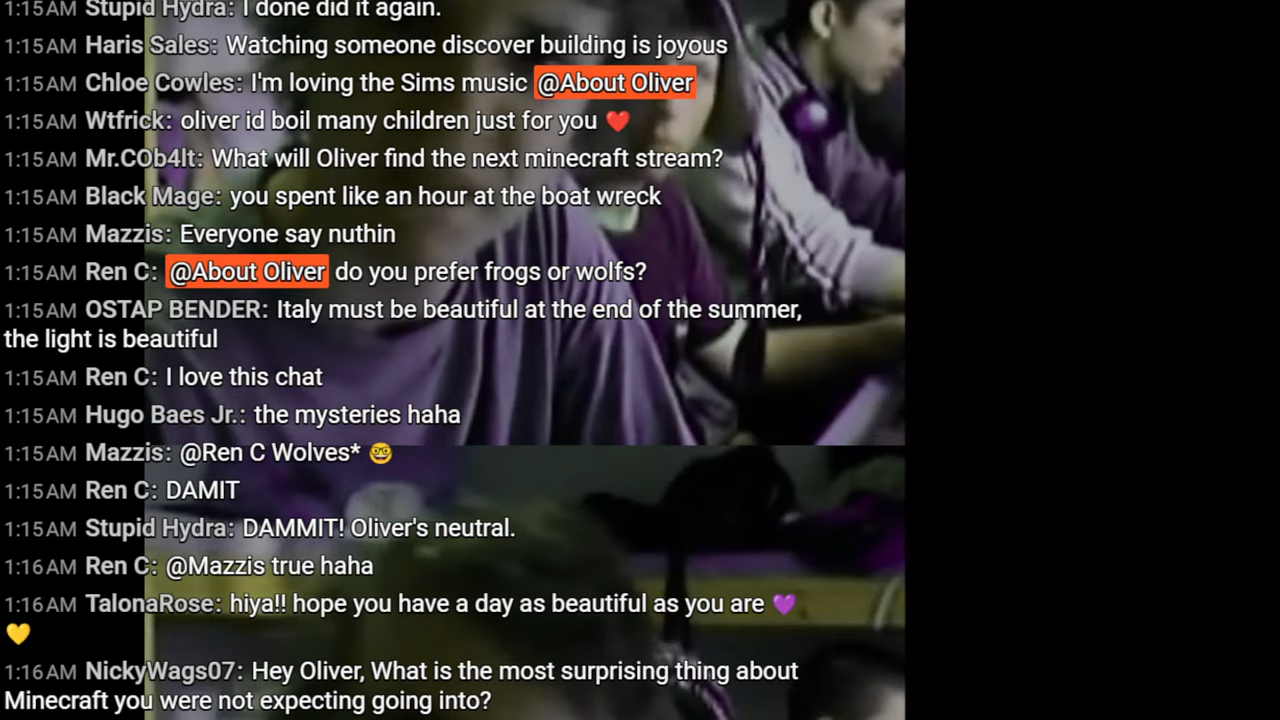 1:15AM Stupid Hydra: I done did it again.
1:15AM Haris Sales: Watching someone discover building is joyous
1:15AM Chloe Cowles: I'm loving the Sims music @About Oliver
1:15AM Wtfrick: oliver id boil many children just for you ❤️
1:15AM Mr.COb4lt: What will Oliver find the next minecraft stream?
1:15AM Black Mage: you spent like an hour at the boat wreck
1:15AM Mazzis: Everyone say nuthin
1:15AM Ren C: @About Oliver do you prefer frogs or wolfs?
1:15AM OSTAP BENDER: Italy must be beautiful at the end of the summer,
the light is beautiful
1:15AM Ren C: I love this chat
1:15AM Hugo Baes Jr.: the mysteries haha
1:15AM Mazzis: @Ren C Wolves* 🤓
1:15AM Ren C: DAMIT
1:15AM Stupid Hydra: DAMMIT! Oliver's neutral.
1:16AM Ren C: @Mazzis true haha
1:16AM TalonaRose: hiya!! hope you have a day as beautiful as you are 💜
💛
1:16AM NickyWags07: Hey Oliver, What is the most surprising thing about
Minecraft you were not expecting going into?